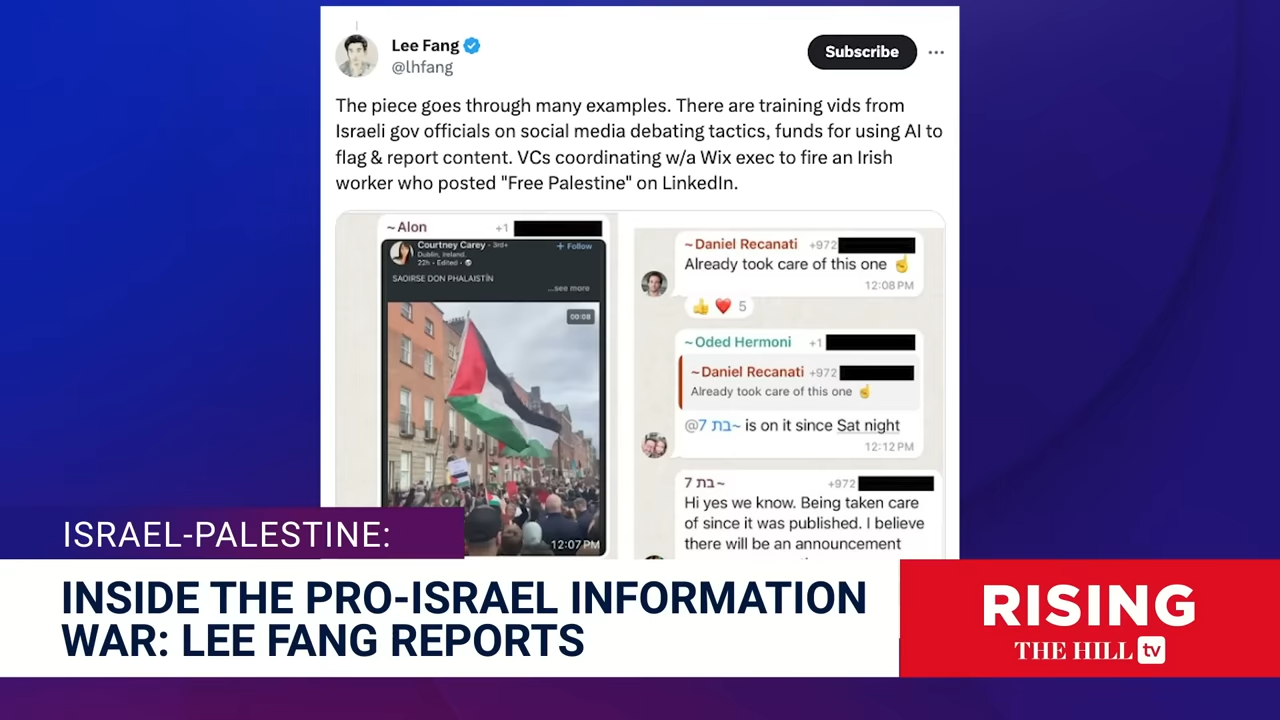 Lee Fang
@lhfang
Subscribe
The piece goes through many examples. There are training vids from
Israeli gov officials on social media debating tactics, funds for using AI to
flag & report content. VCs coordinating w/a Wix exec to fire an Irish
worker who posted "Free Palestine" on LinkedIn.
~Alon +1
Courtney Carey • 3rd+
+ Follow
Dublin, Ireland,
22h • Edited •
SAOIRSE DON PHALAISTÍN
...see more
00:08
12:07 PM
~Daniel Recanati +972
Already took care of this one ☝️
12:08 PM
👍 ❤️ 5
~Oded Hermoni +1
~Daniel Recanati +972
Already took care of this one ☝️
@בת 7~ is on it since Sat night
12:12 PM
בת 7~ +972
Hi yes we know. Being taken care
of since it was published. I believe
there will be an announcement
ISRAEL-PALESTINE:
INSIDE THE PRO-ISRAEL INFORMATION
WAR: LEE FANG REPORTS
RISING
THE HILL tv